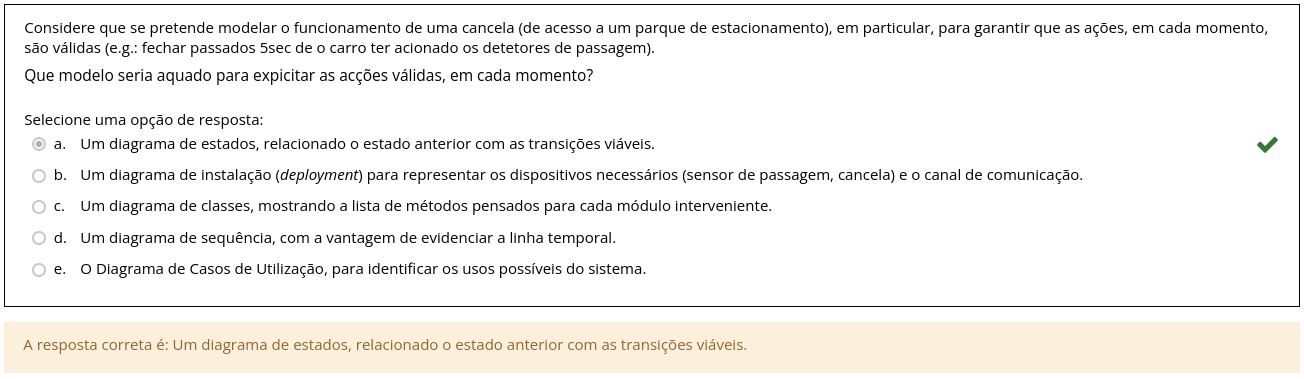 Considere que se pretende modelar o funcionamento de uma cancela (de acesso a um parque de estacionamento), em particular, para garantir que as ações, em cada momento,
são válidas (e.g.: fechar passados 5sec de o carro ter acionado os detetores de passagem).
Que modelo seria aquado para expicitar as acções válidas, em cada momento?
Selecione uma opção de resposta:
a. Um diagrama de estados, relacionado o estado anterior com as transições viáveis.
b. Um diagrama de instalação (deployment) para representar os dispositivos necessários (sensor de passagem, cancela) e o canal de comunicação.
c. Um diagrama de classes, mostrando a lista de métodos pensados para cada módulo interveniente.
d. Um diagrama de sequência, com a vantagem de evidenciar a linha temporal.
e. O Diagrama de Casos de Utilização, para identificar os usos possíveis do sistema.
A resposta correta é: Um diagrama de estados, relacionado o estado anterior com as transições viáveis.